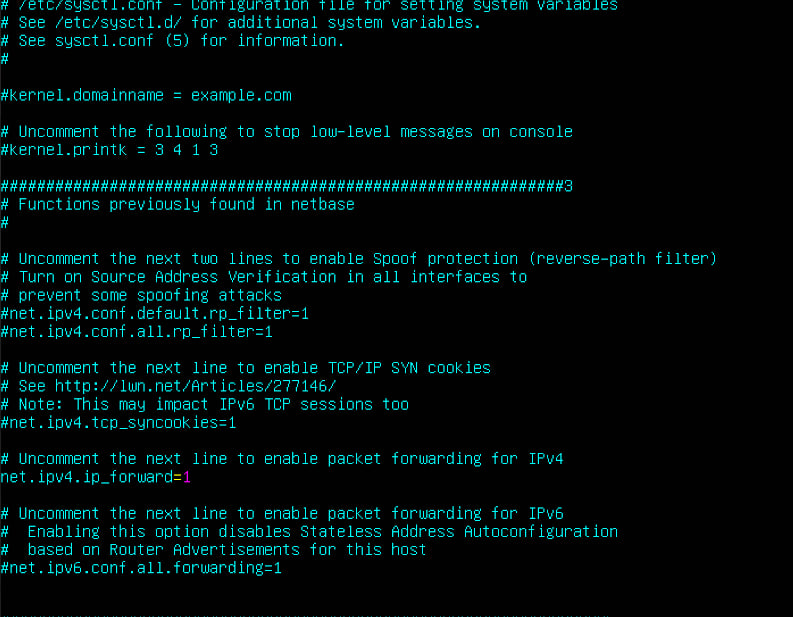 # /etc/sysctl.conf - Configuration file for setting system variables
# See /etc/sysctl.d/ for additional system variables.
# See sysctl.conf (5) for information.
#
#kernel.domainname = example.com
# Uncomment the following to stop low-level messages on console
#kernel.printk = 3 4 1 3
##############################################################3
# Functions previously found in netbase
#
# Uncomment the next two lines to enable Spoof protection (reverse-path filter)
# Turn on Source Address Verification in all interfaces to
# prevent some spoofing attacks
#net.ipv4.conf.default.rp_filter=1
#net.ipv4.conf.all.rp_filter=1
# Uncomment the next line to enable TCP/IP SYN cookies
# See http://lwn.net/Articles/277146/
# Note: This may impact IPv6 TCP sessions too
#net.ipv4.tcp_syncookies=1
# Uncomment the next line to enable packet forwarding for IPv4
net.ipv4.ip_forward=1
# Uncomment the next line to enable packet forwarding for IPv6
#  Enabling this option disables Stateless Address Autoconfiguration
#  based on Router Advertisements for this host
#net.ipv6.conf.all.forwarding=1